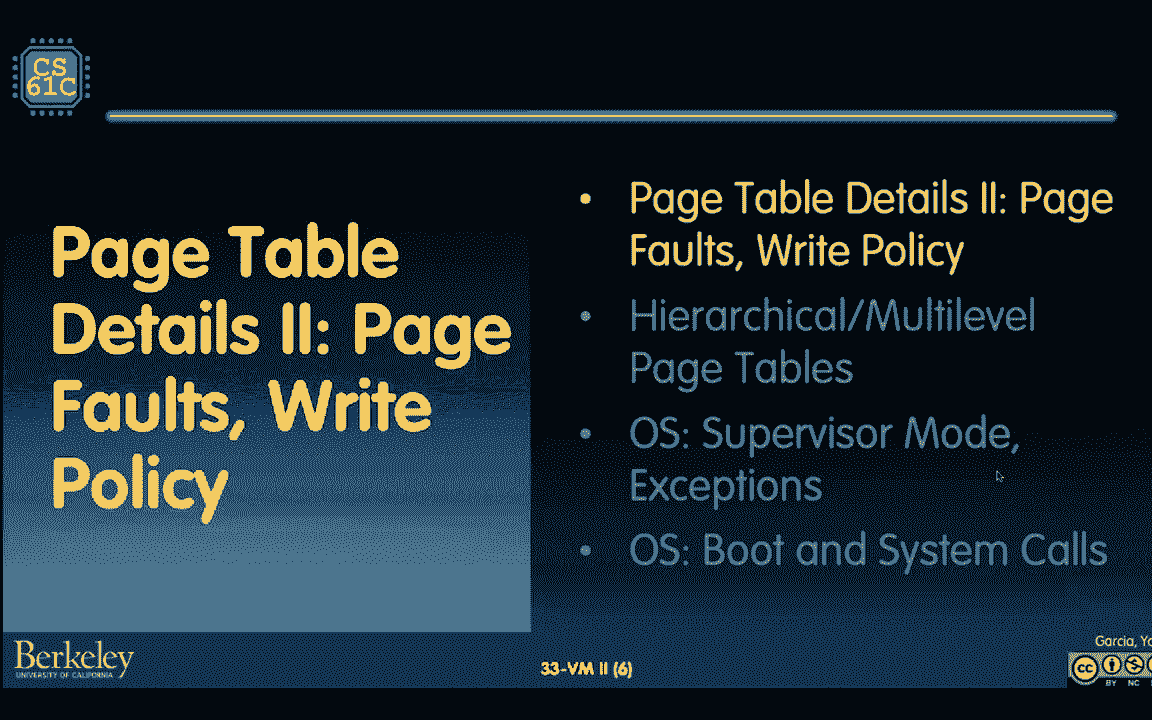 CS
61C
Page Table
Details II: Page
Faults, Write
Policy
• Page Table Details II: Page
Faults, Write Policy
• Hierarchical/Multilevel
Page Tables
• OS: Supervisor Mode,
Exceptions
• OS: Boot and System Calls
Berkeley
UNIVERSITY OF CALIFORNIA
33-VM II (6)
Garcia,
cc
BY NC